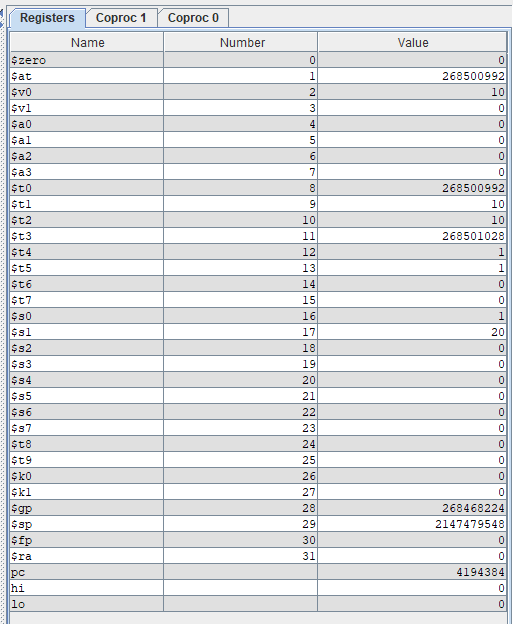 Registers Coproc 1 Coproc 0
Name Number Value
$zero 0 0
$at 1 268500992
$v0 2 10
$v1 3 0
$a0 4 0
$a1 5 0
$a2 6 0
$a3 7 0
$t0 8 268500992
$t1 9 10
$t2 10 10
$t3 11 268501028
$t4 12 1
$t5 13 1
$t6 14 0
$t7 15 0
$s0 16 1
$s1 17 20
$s2 18 0
$s3 19 0
$s4 20 0
$s5 21 0
$s6 22 0
$s7 23 0
$t8 24 0
$t9 25 0
$k0 26 0
$k1 27 0
$gp 28 268468224
$sp 29 2147479548
$fp 30 0
$ra 31 0
pc 4194384
hi 0
lo 0